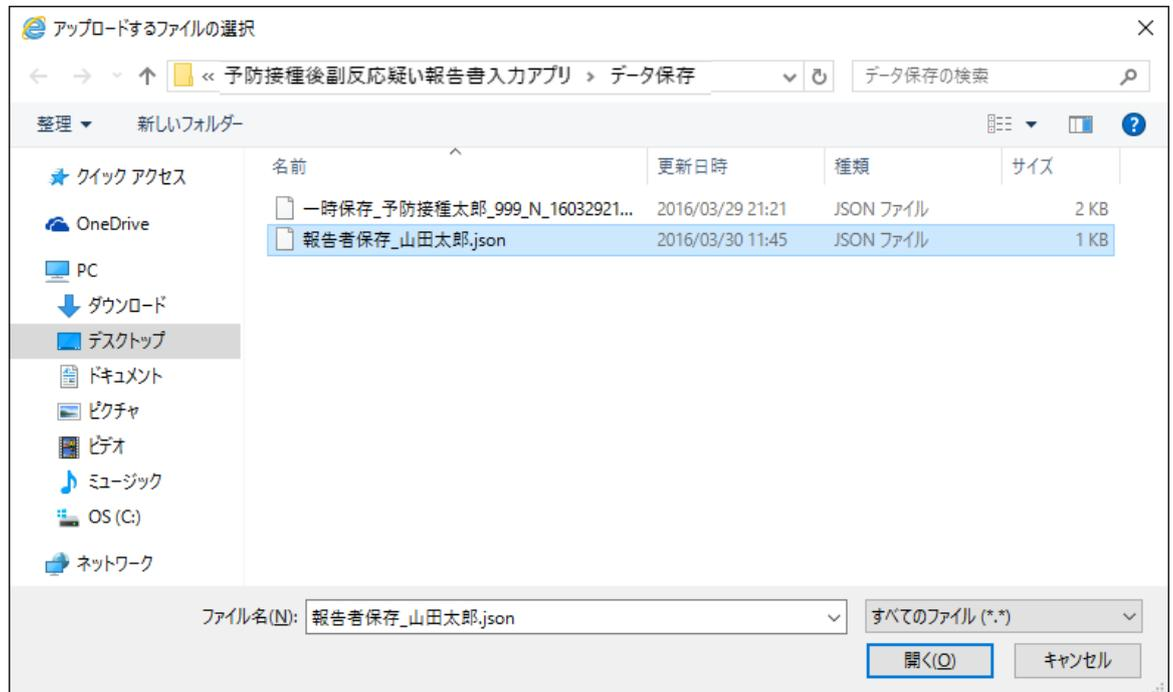 アップロードするファイルの選択
« 予防接種後副反応疑い報告書入力アプリ › データ保存
データ保存の検索
整理 新しいフォルダー
クイック アクセス
OneDrive
PC
ダウンロード
デスクトップ
ドキュメント
ピクチャ
ビデオ
ミュージック
OS (C:)
ネットワーク
名前 更新日時 種類 サイズ
一時保存_予防接種太郎_999_N_16032921... 2016/03/29 21:21 JSON ファイル 2 KB
報告者保存_山田太郎.json 2016/03/30 11:45 JSON ファイル 1 KB
ファイル名(N): 報告者保存_山田太郎.json すべてのファイル (*.*)
開く(O) キャンセル